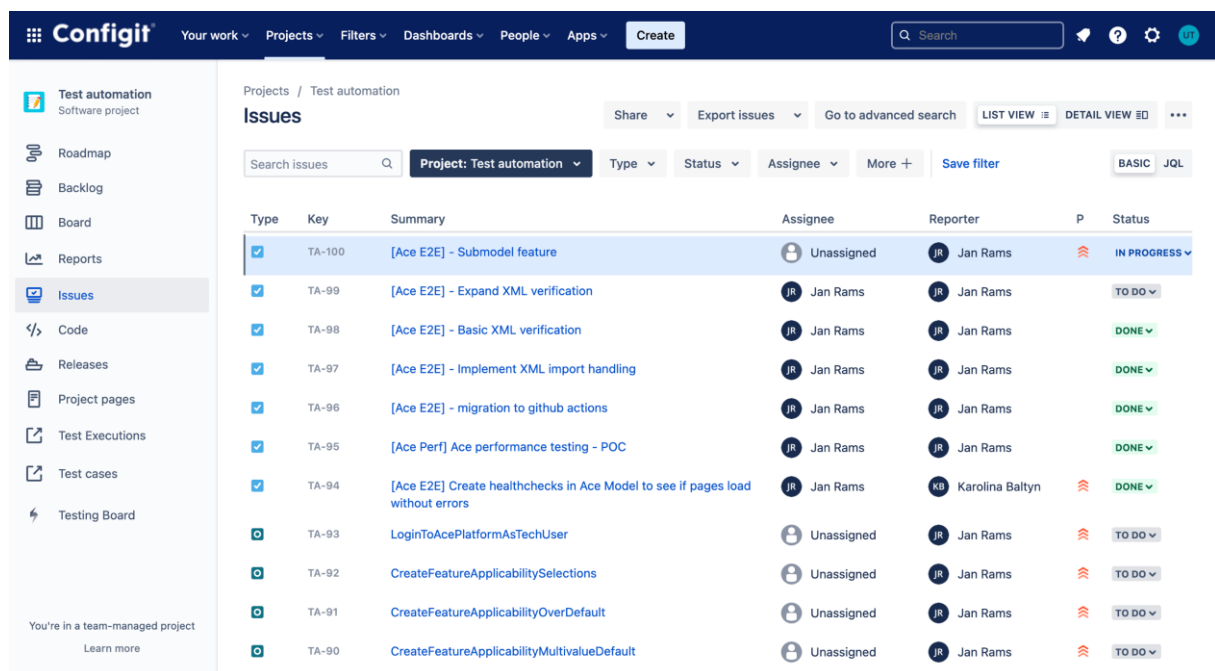 Configit
Your work Projects Filters Dashboards People Apps Create Search UT
Test automation
Software project
Roadmap
Backlog
Board
Reports
Issues
Code
Releases
Project pages
Test Executions
Test cases
Testing Board
You're in a team-managed project
Learn more
Projects / Test automation
Issues
Share Export issues Go to advanced search LIST VIEW DETAIL VIEW
Search issues Project: Test automation Type Status Assignee More + Save filter BASIC JQL
Type Key Summary Assignee Reporter P Status
TA-100 [Ace E2E] - Submodel feature Unassigned JR Jan Rams IN PROGRESS
TA-99 [Ace E2E] - Expand XML verification JR Jan Rams JR Jan Rams TO DO
TA-98 [Ace E2E] - Basic XML verification JR Jan Rams JR Jan Rams DONE
TA-97 [Ace E2E] - Implement XML import handling JR Jan Rams JR Jan Rams DONE
TA-96 [Ace E2E] - migration to github actions JR Jan Rams JR Jan Rams DONE
TA-95 [Ace Perf] Ace performance testing - POC JR Jan Rams JR Jan Rams DONE
TA-94 [Ace E2E] Create healthchecks in Ace Model to see if pages load JR Jan Rams KB Karolina Baltyn DONE
without errors
TA-93 LoginToAcePlatformAsTechUser Unassigned JR Jan Rams TO DO
TA-92 CreateFeatureApplicabilitySelections Unassigned JR Jan Rams TO DO
TA-91 CreateFeatureApplicabilityOverDefault Unassigned JR Jan Rams TO DO
TA-90 CreateFeatureApplicabilityMultivalueDefault Unassigned JR Jan Rams TO DO